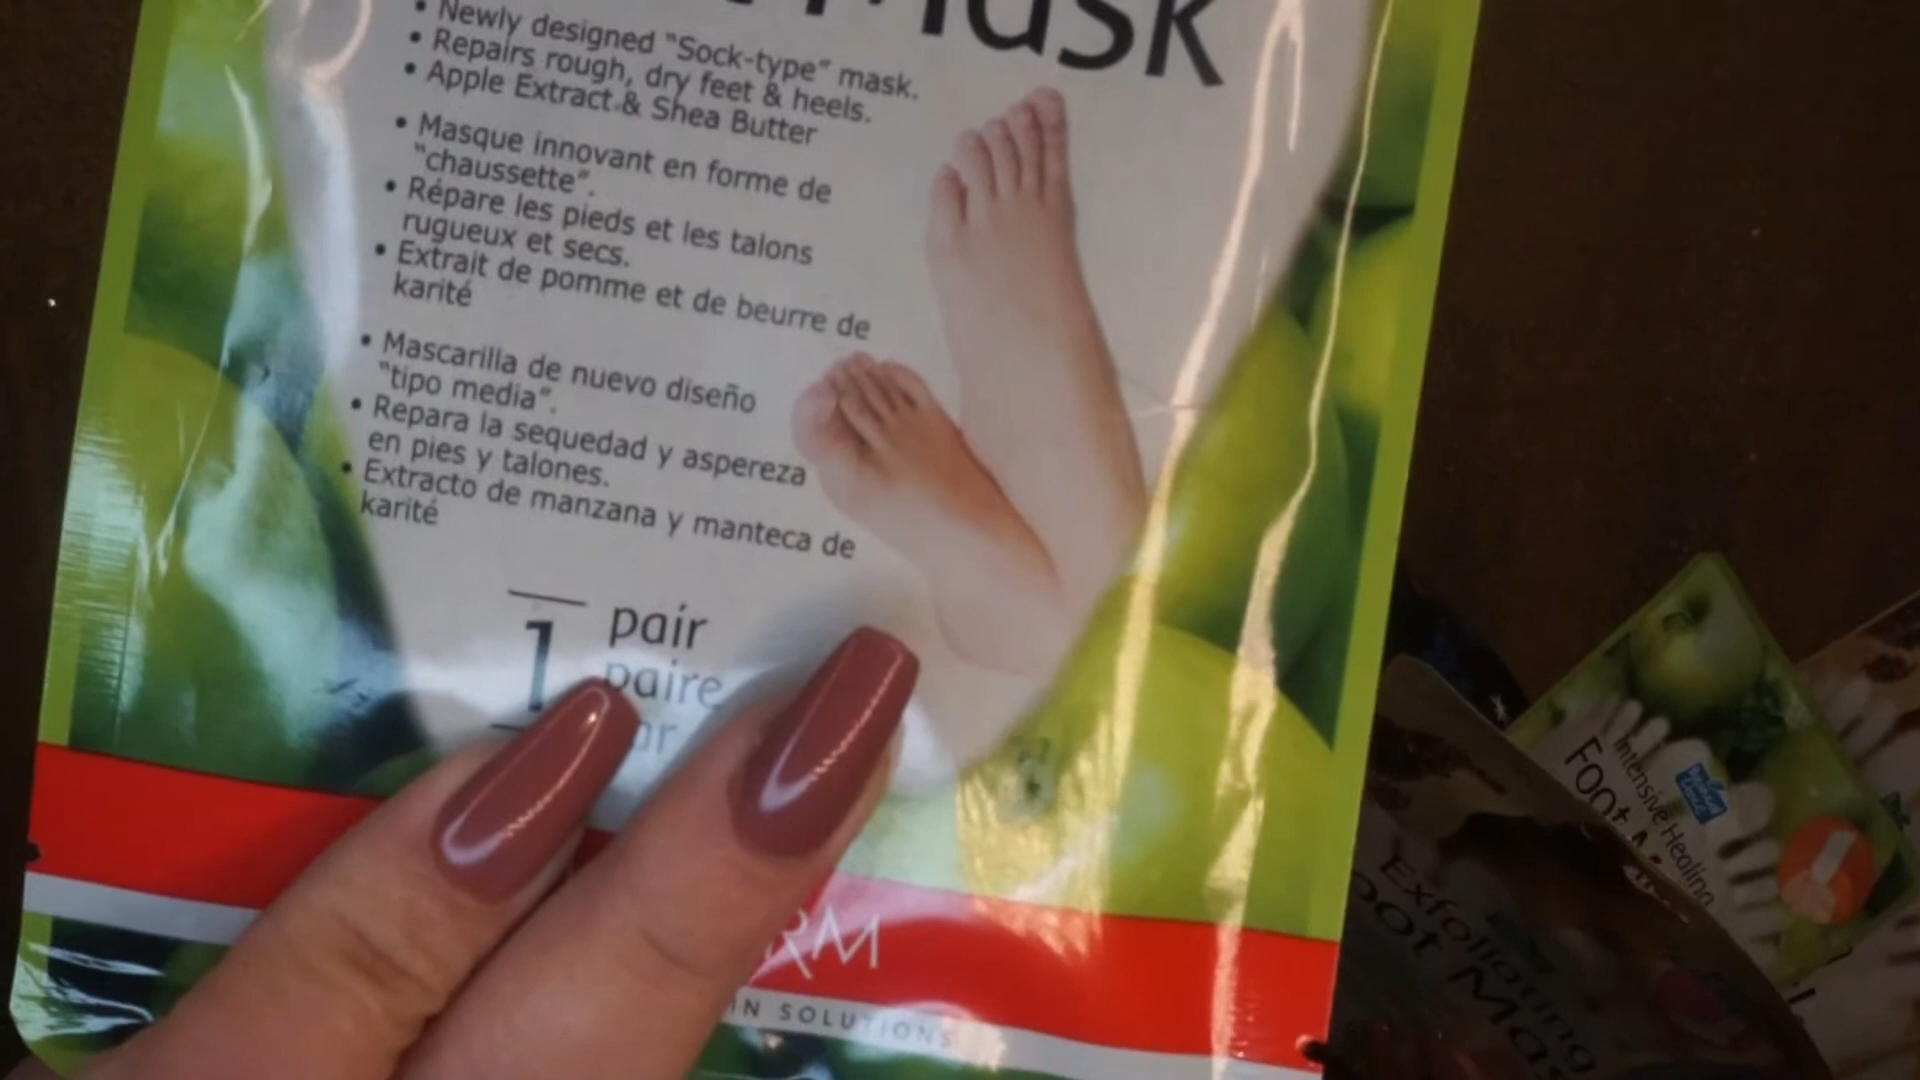 Mask
• Newly designed "Sock-type" mask.
• Repairs rough, dry feet & heels.
• Apple Extract & Shea Butter
• Masque innovant en forme de
"chaussette".
• Répare les pieds et les talons
rugueux et secs.
• Extrait de pomme et de beurre de
karité
• Mascarilla de nuevo diseño
"tipo media".
• Repara la sequedad y aspereza
en pies y talones.
• Extracto de manzana y manteca de
karité
1 pair
paire
RM
IN SOLUTIONS
Intensive Healing
Foot
Exfoliating